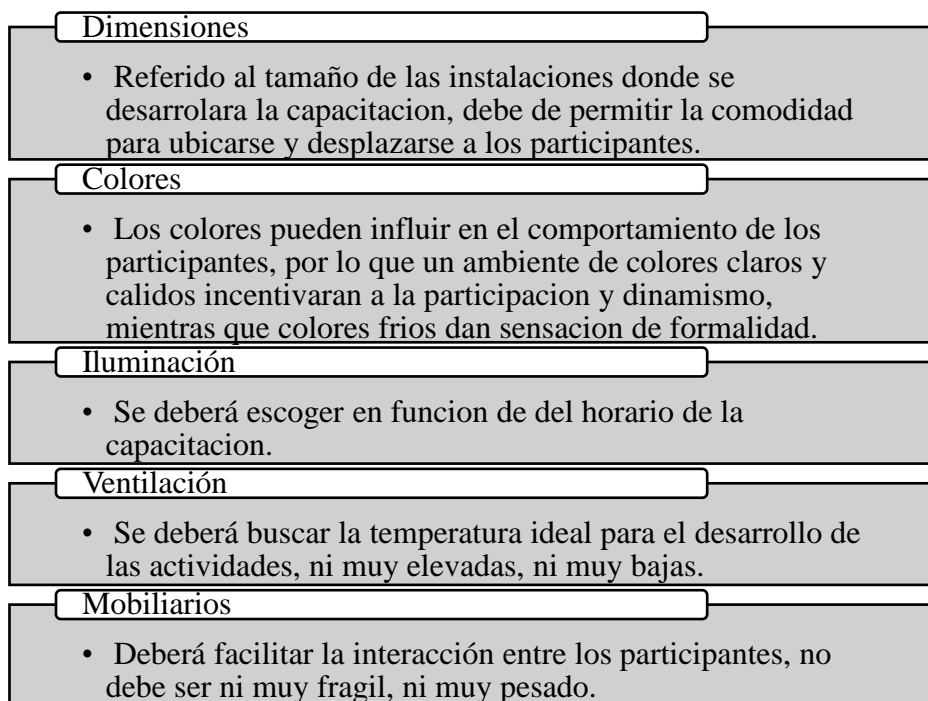 Dimensiones
• Referido al tamaño de las instalaciones donde se
desarrolara la capacitacion, debe de permitir la comodidad
para ubicarse y desplazarse a los participantes.
Colores
• Los colores pueden influir en el comportamiento de los
participantes, por lo que un ambiente de colores claros y
calidos incentivaran a la participacion y dinamismo,
mientras que colores frios dan sensacion de formalidad.
Iluminación
• Se deberá escoger en funcion de del horario de la
capacitacion.
Ventilación
• Se deberá buscar la temperatura ideal para el desarrollo de
las actividades, ni muy elevadas, ni muy bajas.
Mobiliarios
• Deberá facilitar la interacción entre los participantes, no
debe ser ni muy fragil, ni muy pesado.